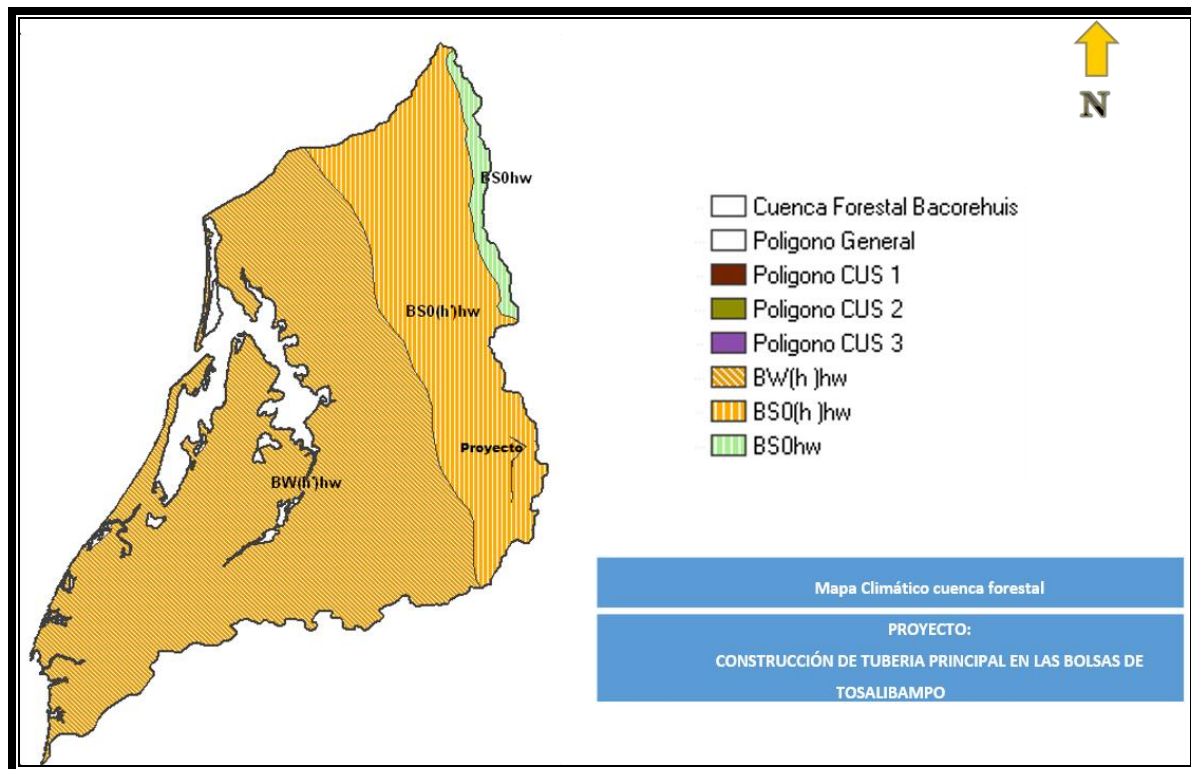 N
BS0hw
BS0(h')hw
Proyecto
BW(h')hw
Cuenca Forestal Bacorehuis
Poligono General
Poligono CUS 1
Poligono CUS 2
Poligono CUS 3
BW(h )hw
BS0(h )hw
BS0hw
Mapa Climático cuenca forestal
PROYECTO:
CONSTRUCCIÓN DE TUBERIA PRINCIPAL EN LAS BOLSAS DE
TOSALIBAMPO